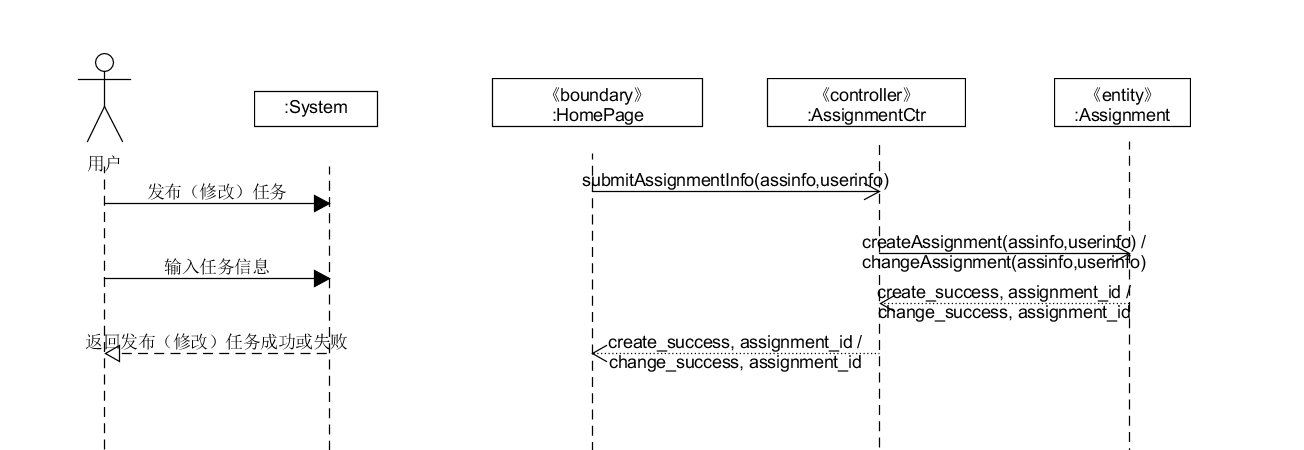 用户
:System
《boundary》
:HomePage
《controller》
:AssignmentCtr
《entity》
:Assignment
submitAssignmentInfo(assinfo,userinfo)
发布（修改）任务
createAssignment(assinfo,userinfo) /
changeAssignment(assinfo,userinfo)
输入任务信息
create_success, assignment_id /
change_success, assignment_id
返回发布（修改）任务成功或失败
create_success, assignment_id /
change_success, assignment_id